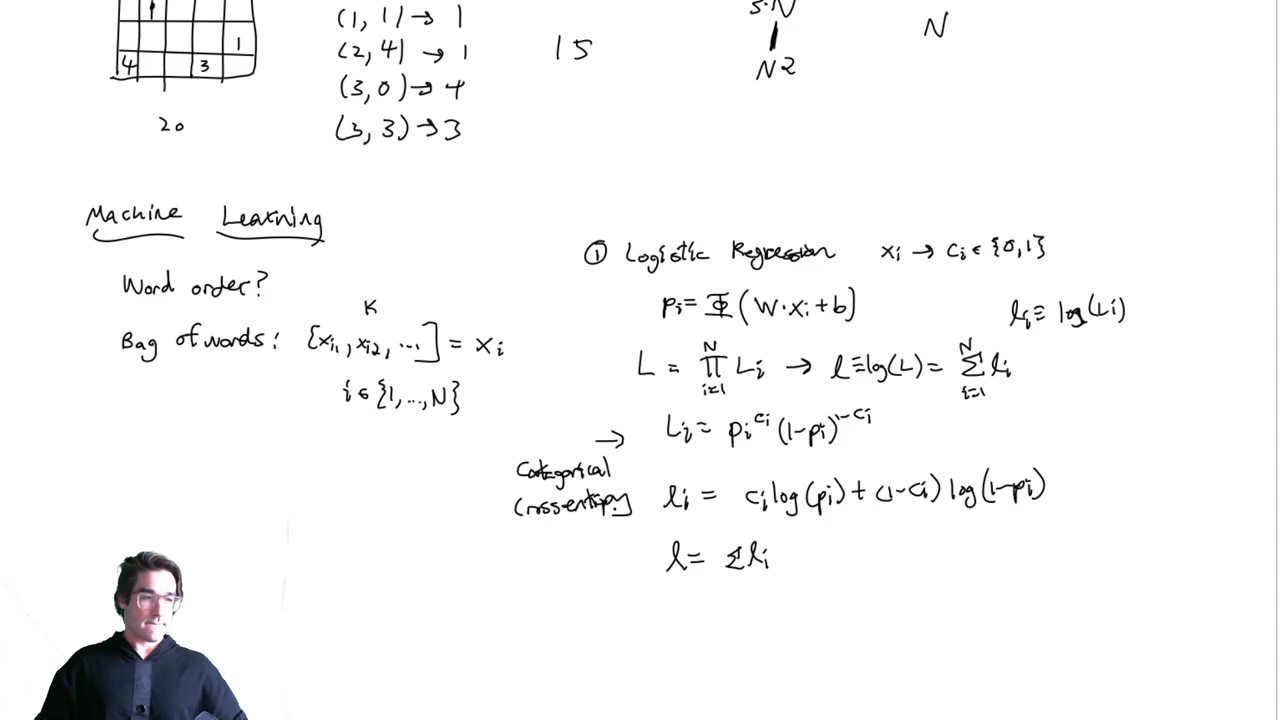 1
4 3
20
(1, 1) → 1
(2, 4) → 1
(3, 0) → 4
(3, 3) → 3
15
3·N
N2
N
Machine Learning
Word order?
K
Bag of words: [xi1, xi2, ...] = xi
i ∈ {1, ..., N}
① Logistic Regression xi → ci ∈ {0,1}
pi = Φ(W·xi + b)
li ≡ log(Li)
L = ∏_{i=1}^{N} Li → l ≡ log(L) = Σ_{i=1}^{N} li
→ Li = pi^ci (1-pi)^1-ci
Categorical
Crossentropy
li = ci log(pi) + (1-ci) log(1-pi)
l = Σ li